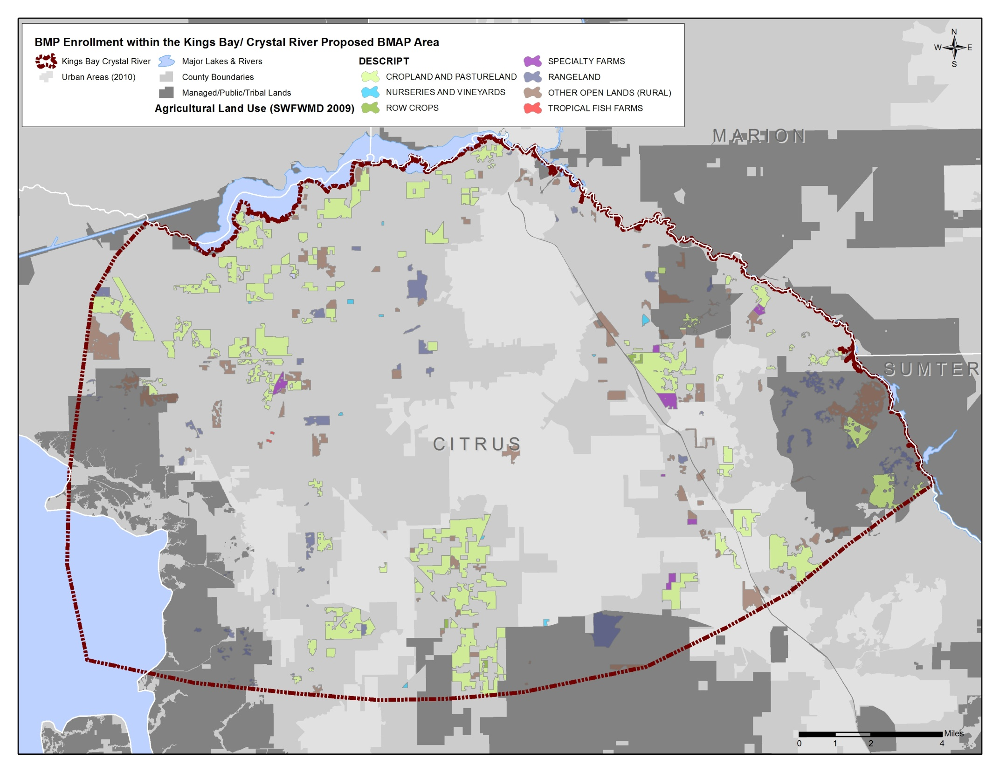 BMP Enrollment within the Kings Bay/ Crystal River Proposed BMAP Area
Kings Bay Crystal River
Urban Areas (2010)
Major Lakes & Rivers
County Boundaries
Managed/Public/Tribal Lands
Agricultural Land Use (SWFWMD 2009)
DESCRIPT
CROPLAND AND PASTURELAND
NURSERIES AND VINEYARDS
ROW CROPS
SPECIALTY FARMS
RANGELAND
OTHER OPEN LANDS (RURAL)
TROPICAL FISH FARMS
N
W E
S
MARION
SUMTER
CITRUS
Miles
0 1 2 4